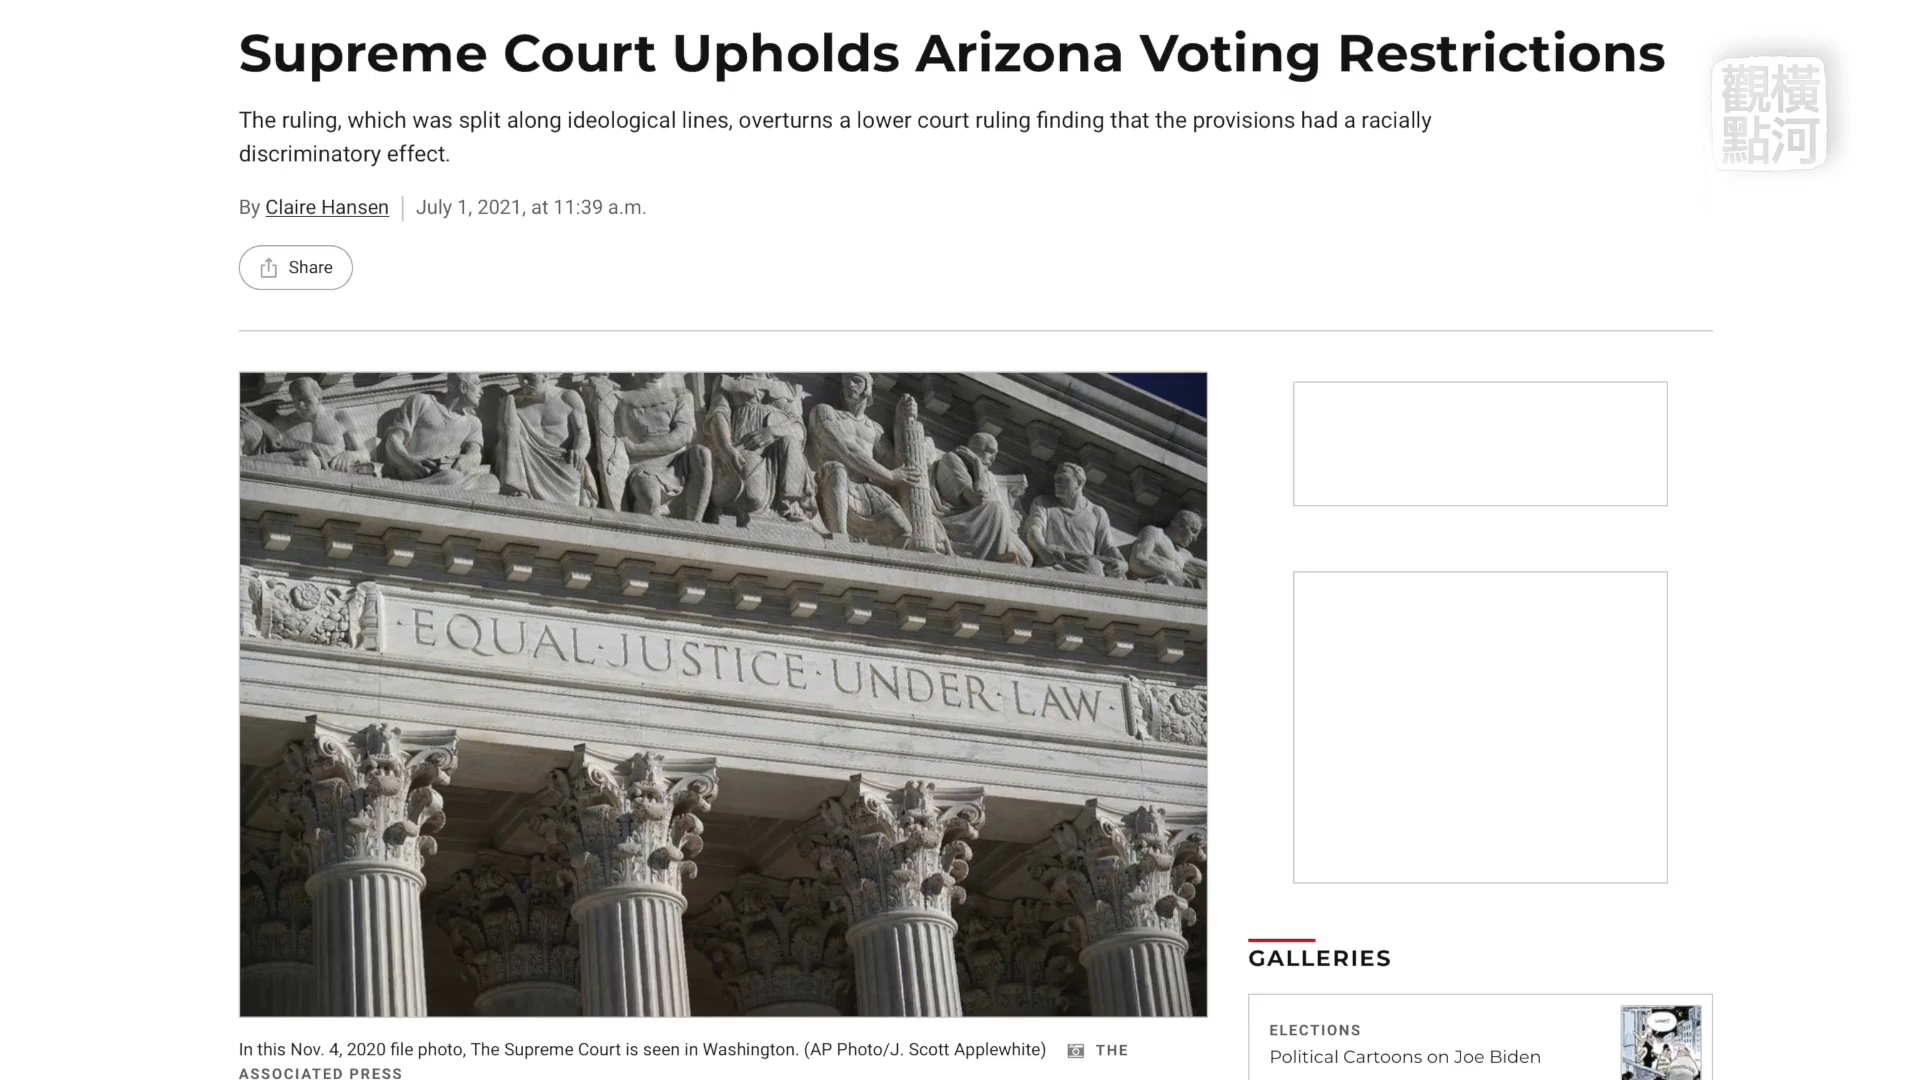 Supreme Court Upholds Arizona Voting Restrictions
The ruling, which was split along ideological lines, overturns a lower court ruling finding that the provisions had a racially
discriminatory effect.
By Claire Hansen | July 1, 2021, at 11:39 a.m.
Share
觀橫
點河
EQUAL·JUSTICE·UNDER·LAW
In this Nov. 4, 2020 file photo, The Supreme Court is seen in Washington. (AP Photo/J. Scott Applewhite) THE
ASSOCIATED PRESS
GALLERIES
ELECTIONS
Political Cartoons on Joe Biden